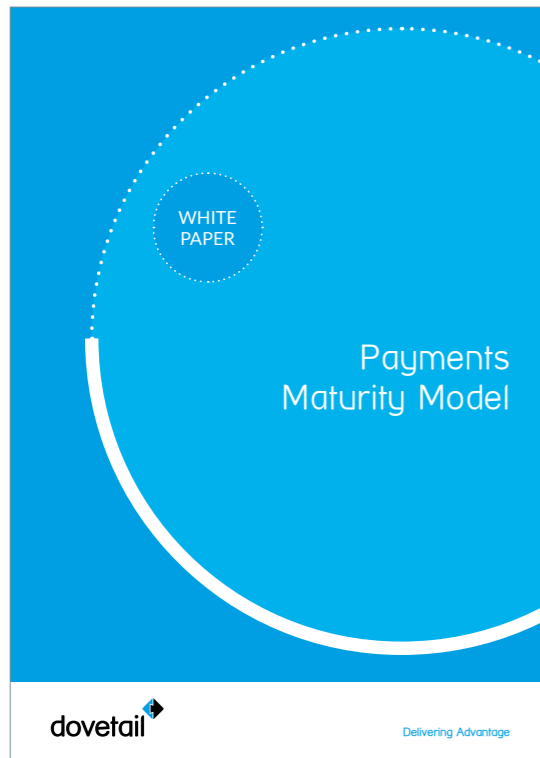 WHITE
PAPER
Payments
Maturity Model
dovetail
Delivering Advantage